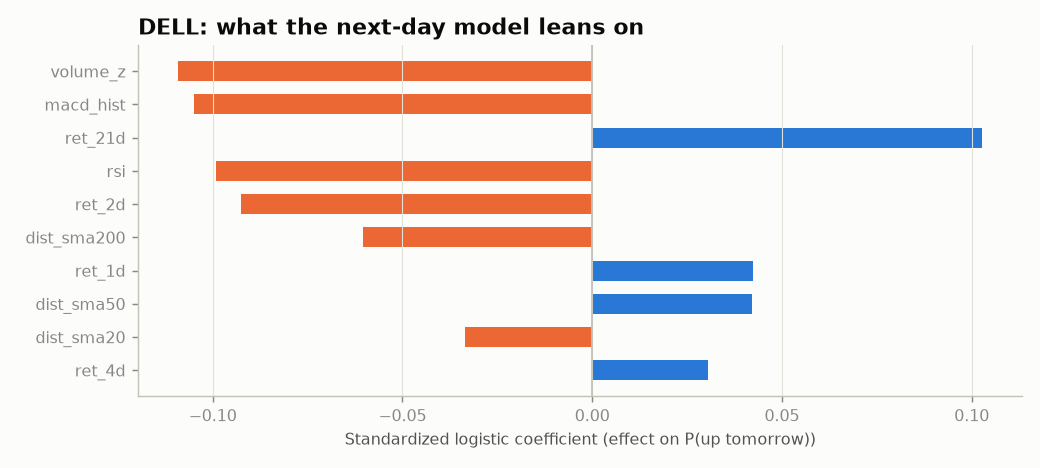 DELL: what the next-day model leans on
volume_z
macd_hist
ret_21d
rsi
ret_2d
dist_sma200
ret_1d
dist_sma50
dist_sma20
ret_4d
−0.10 −0.05 0.00 0.05 0.10
Standardized logistic coefficient (effect on P(up tomorrow))